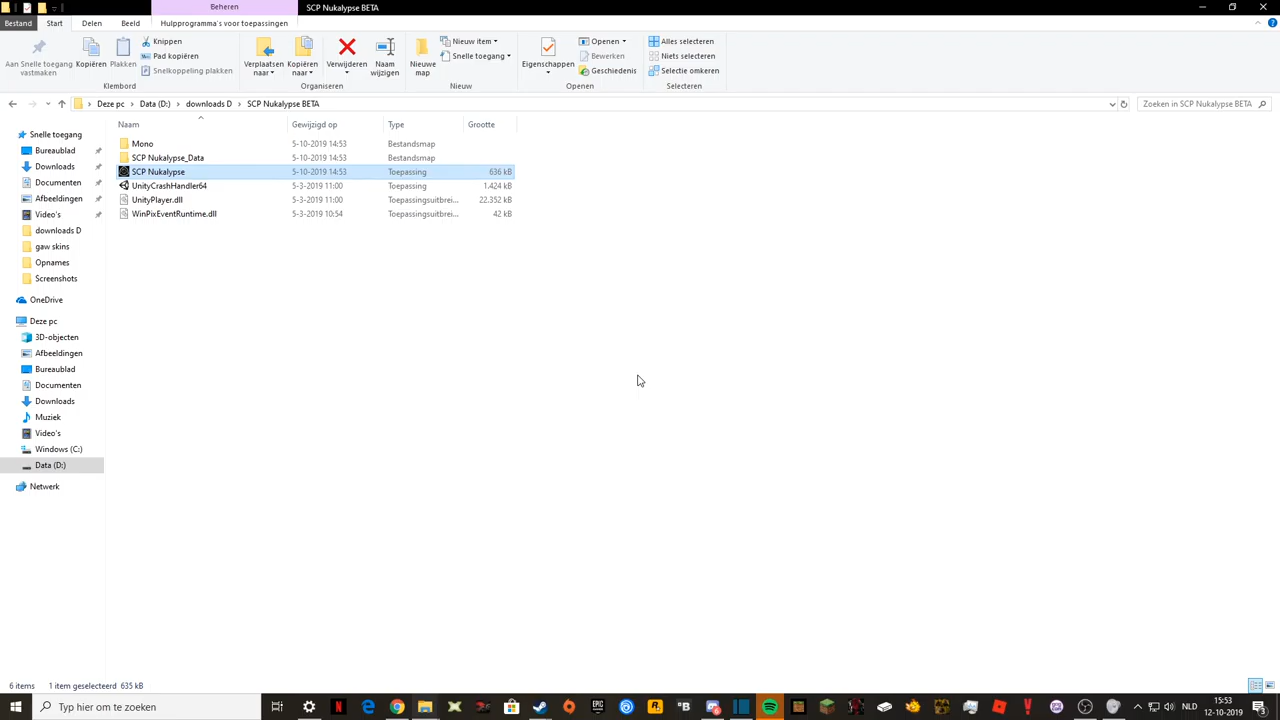 Beheren
SCP Nukalypse BETA
Bestand Start Delen Beeld Hulpprogramma's voor toepassingen
Aan Snelle toegang vastmaken
Kopiëren
Plakken
Knippen
Pad kopiëren
Snelkoppeling plakken
Klembord
Verplaatsen naar
Kopiëren naar
Verwijderen
Naam wijzigen
Organiseren
Nieuwe map
Nieuw item
Snelle toegang
Nieuw
Eigenschappen
Openen
Bewerken
Geschiedenis
Openen
Alles selecteren
Niets selecteren
Selectie omkeren
Selecteren
Deze pc > Data (D:) > downloads D > SCP Nukalypse BETA
Zoeken in SCP Nukalypse BETA
Snelle toegang
Bureaublad
Downloads
Documenten
Afbeeldingen
Video's
downloads D
gaw skins
Opnames
Screenshots
OneDrive
Deze pc
3D-objecten
Afbeeldingen
Bureaublad
Documenten
Downloads
Muziek
Video's
Windows (C:)
Data (D:)
Netwerk
Naam Gewijzigd op Type Grootte
Mono 5-10-2019 14:53 Bestandsmap
SCP Nukalypse_Data 5-10-2019 14:53 Bestandsmap
SCP Nukalypse 5-10-2019 14:53 Toepassing 636 kB
UnityCrashHandler64 5-3-2019 11:00 Toepassing 1.424 kB
UnityPlayer.dll 5-3-2019 11:00 Toepassingsuitbrei... 22.352 kB
WinPixEventRuntime.dll 5-3-2019 10:54 Toepassingsuitbrei... 42 kB
6 items 1 item geselecteerd 635 kB
Typ hier om te zoeken
NLD
15:53
12-10-2019